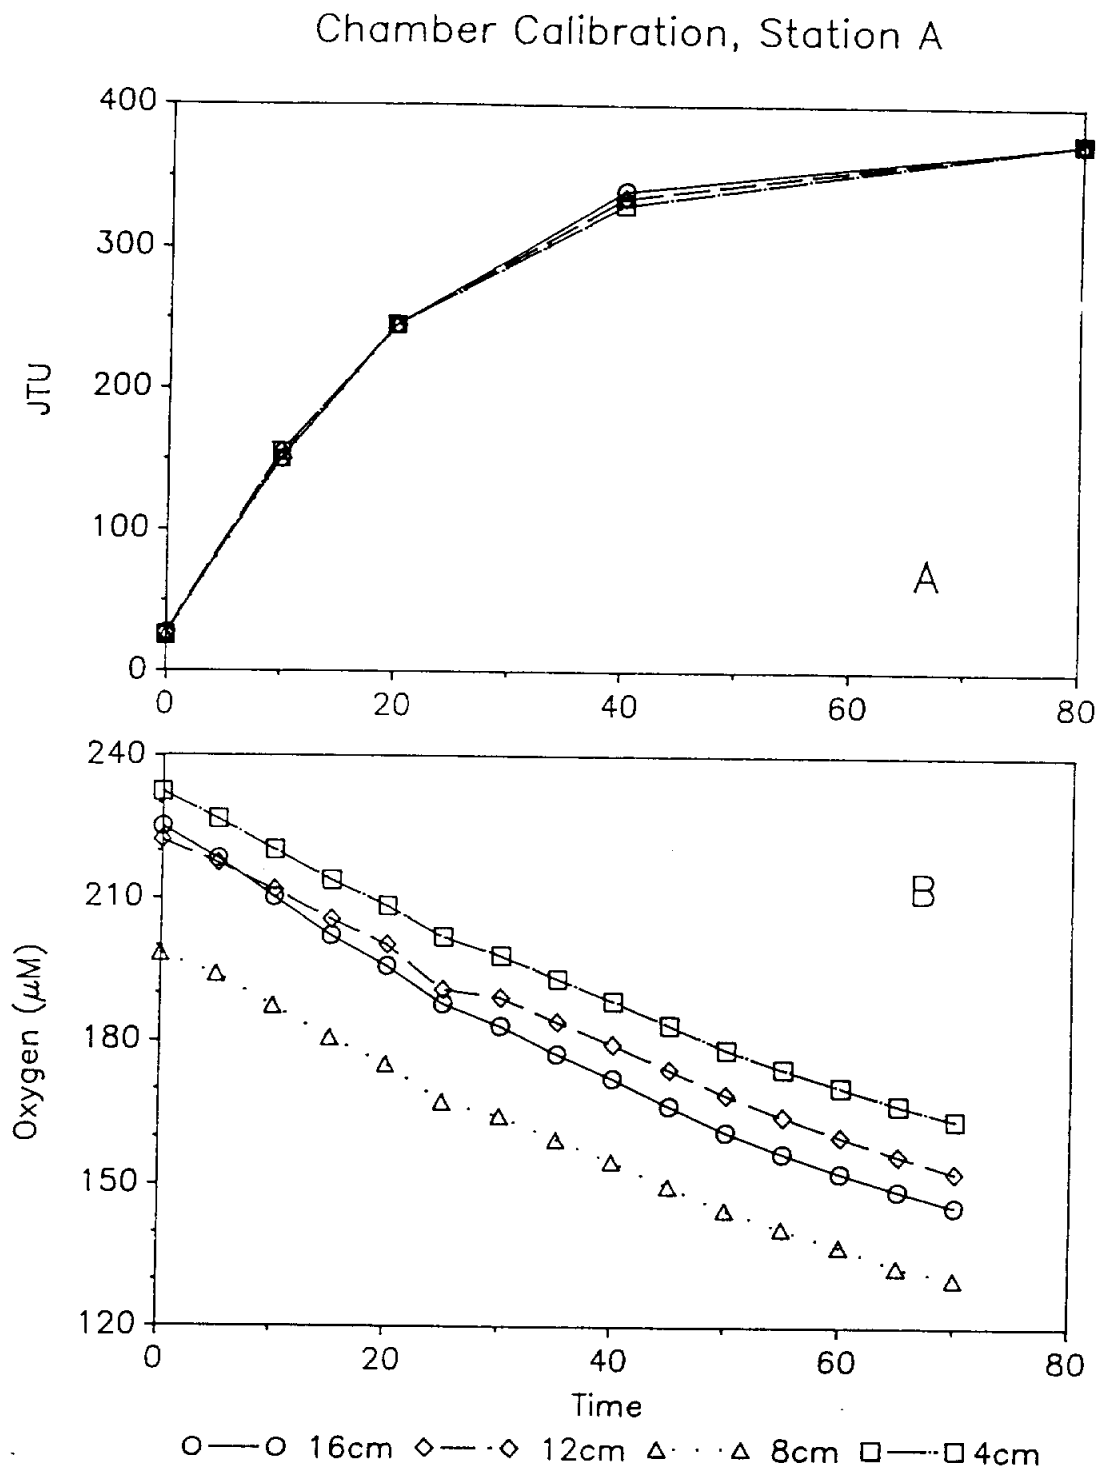 Chamber Calibration, Station A
400
300
200
100
0
JTU
A
0 20 40 60 80
240
210
180
150
120
Oxygen (μM)
B
0 20 40 60 80
Time
16cm 12cm 8cm 4cm